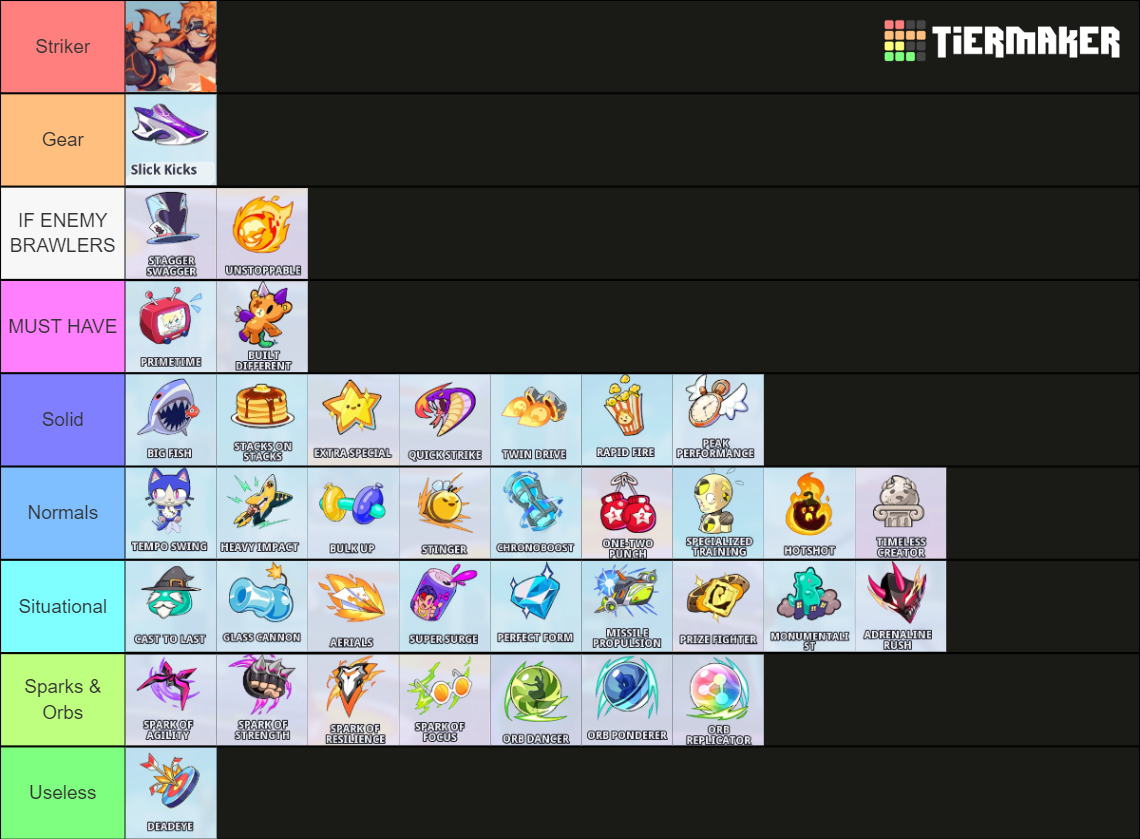 Striker
TiERMAKER
Gear
Slick Kicks
IF ENEMY
BRAWLERS
STAGGER
SWAGGER
UNSTOPPABLE
MUST HAVE
PRIMETIME
BUILT
DIFFERENT
Solid
BIG FISH
STACKS ON
STACKS
EXTRA SPECIAL
QUICK STRIKE
TWIN DRIVE
RAPID FIRE
PEAK
PERFORMANCE
Normals
TEMPO SWING
HEAVY IMPACT
BULK UP
STINGER
CHRONOBOOST
ONE-TWO
PUNCH
SPECIALIZED
TRAINING
HOTSHOT
TIMELESS
CREATOR
Situational
CAST TO LAST
GLASS CANNON
AERIALS
SUPER SURGE
PERFECT FORM
MISSILE
PROPULSION
PRIZE FIGHTER
MONUMENTALI
ST
ADRENALINE
RUSH
Sparks &
Orbs
SPARK OF
AGILITY
SPARK OF
STRENGTH
SPARK OF
RESILIENCE
SPARK OF
FOCUS
ORB DANCER
ORB PONDERER
ORB
REPLICATOR
Useless
DEADEYE